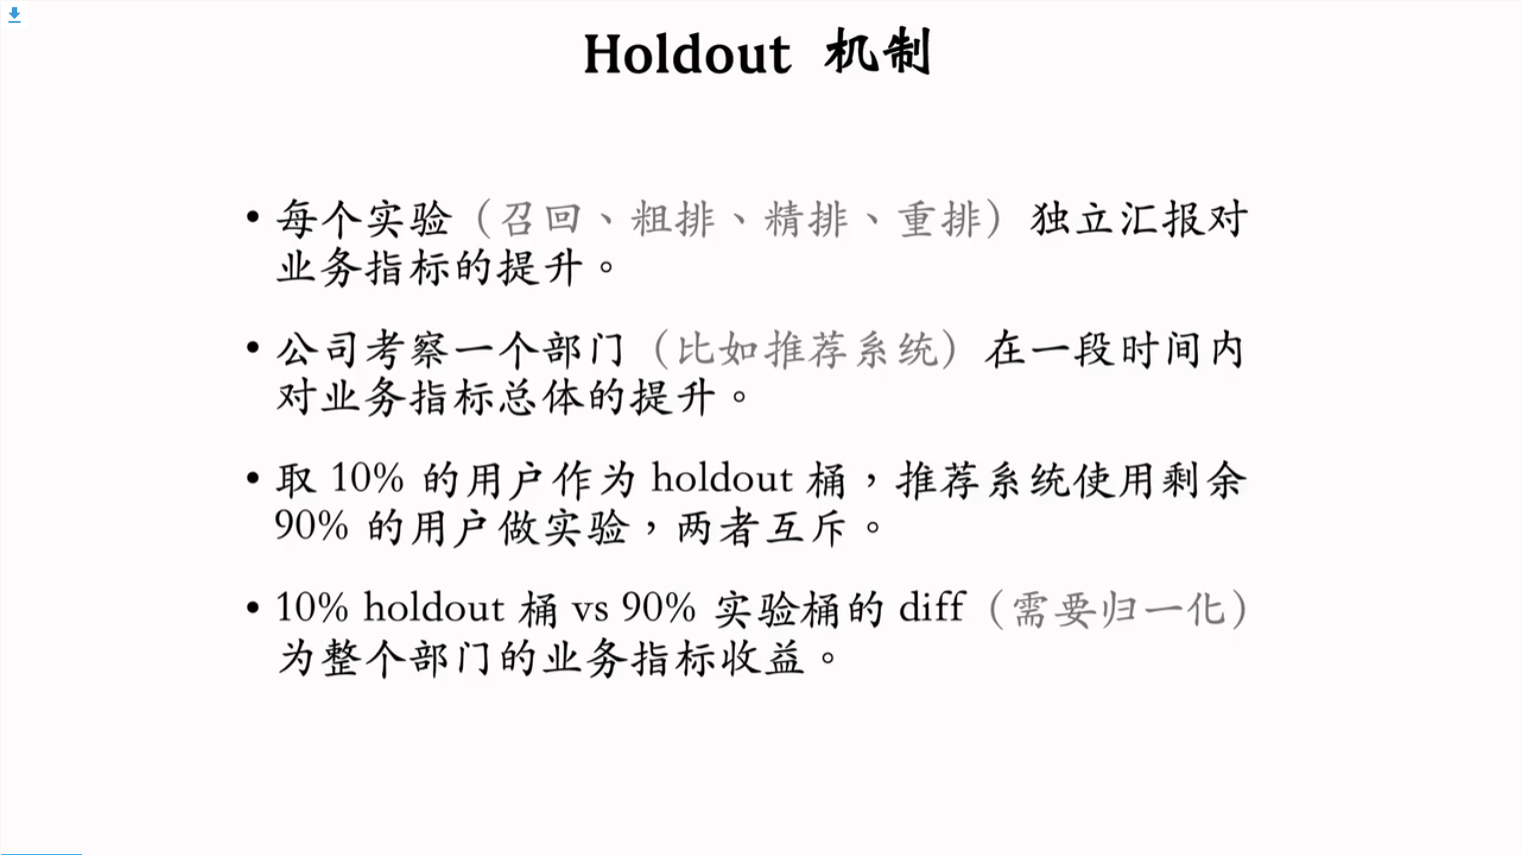 Holdout 机制
• 每个实验（召回、粗排、精排、重排）独立汇报对
业务指标的提升。
• 公司考察一个部门（比如推荐系统）在一段时间内
对业务指标总体的提升。
• 取 10% 的用户作为 holdout 桶，推荐系统使用剩余
90% 的用户做实验，两者互斥。
• 10% holdout 桶 vs 90% 实验桶的 diff（需要归一化）
为整个部门的业务指标收益。